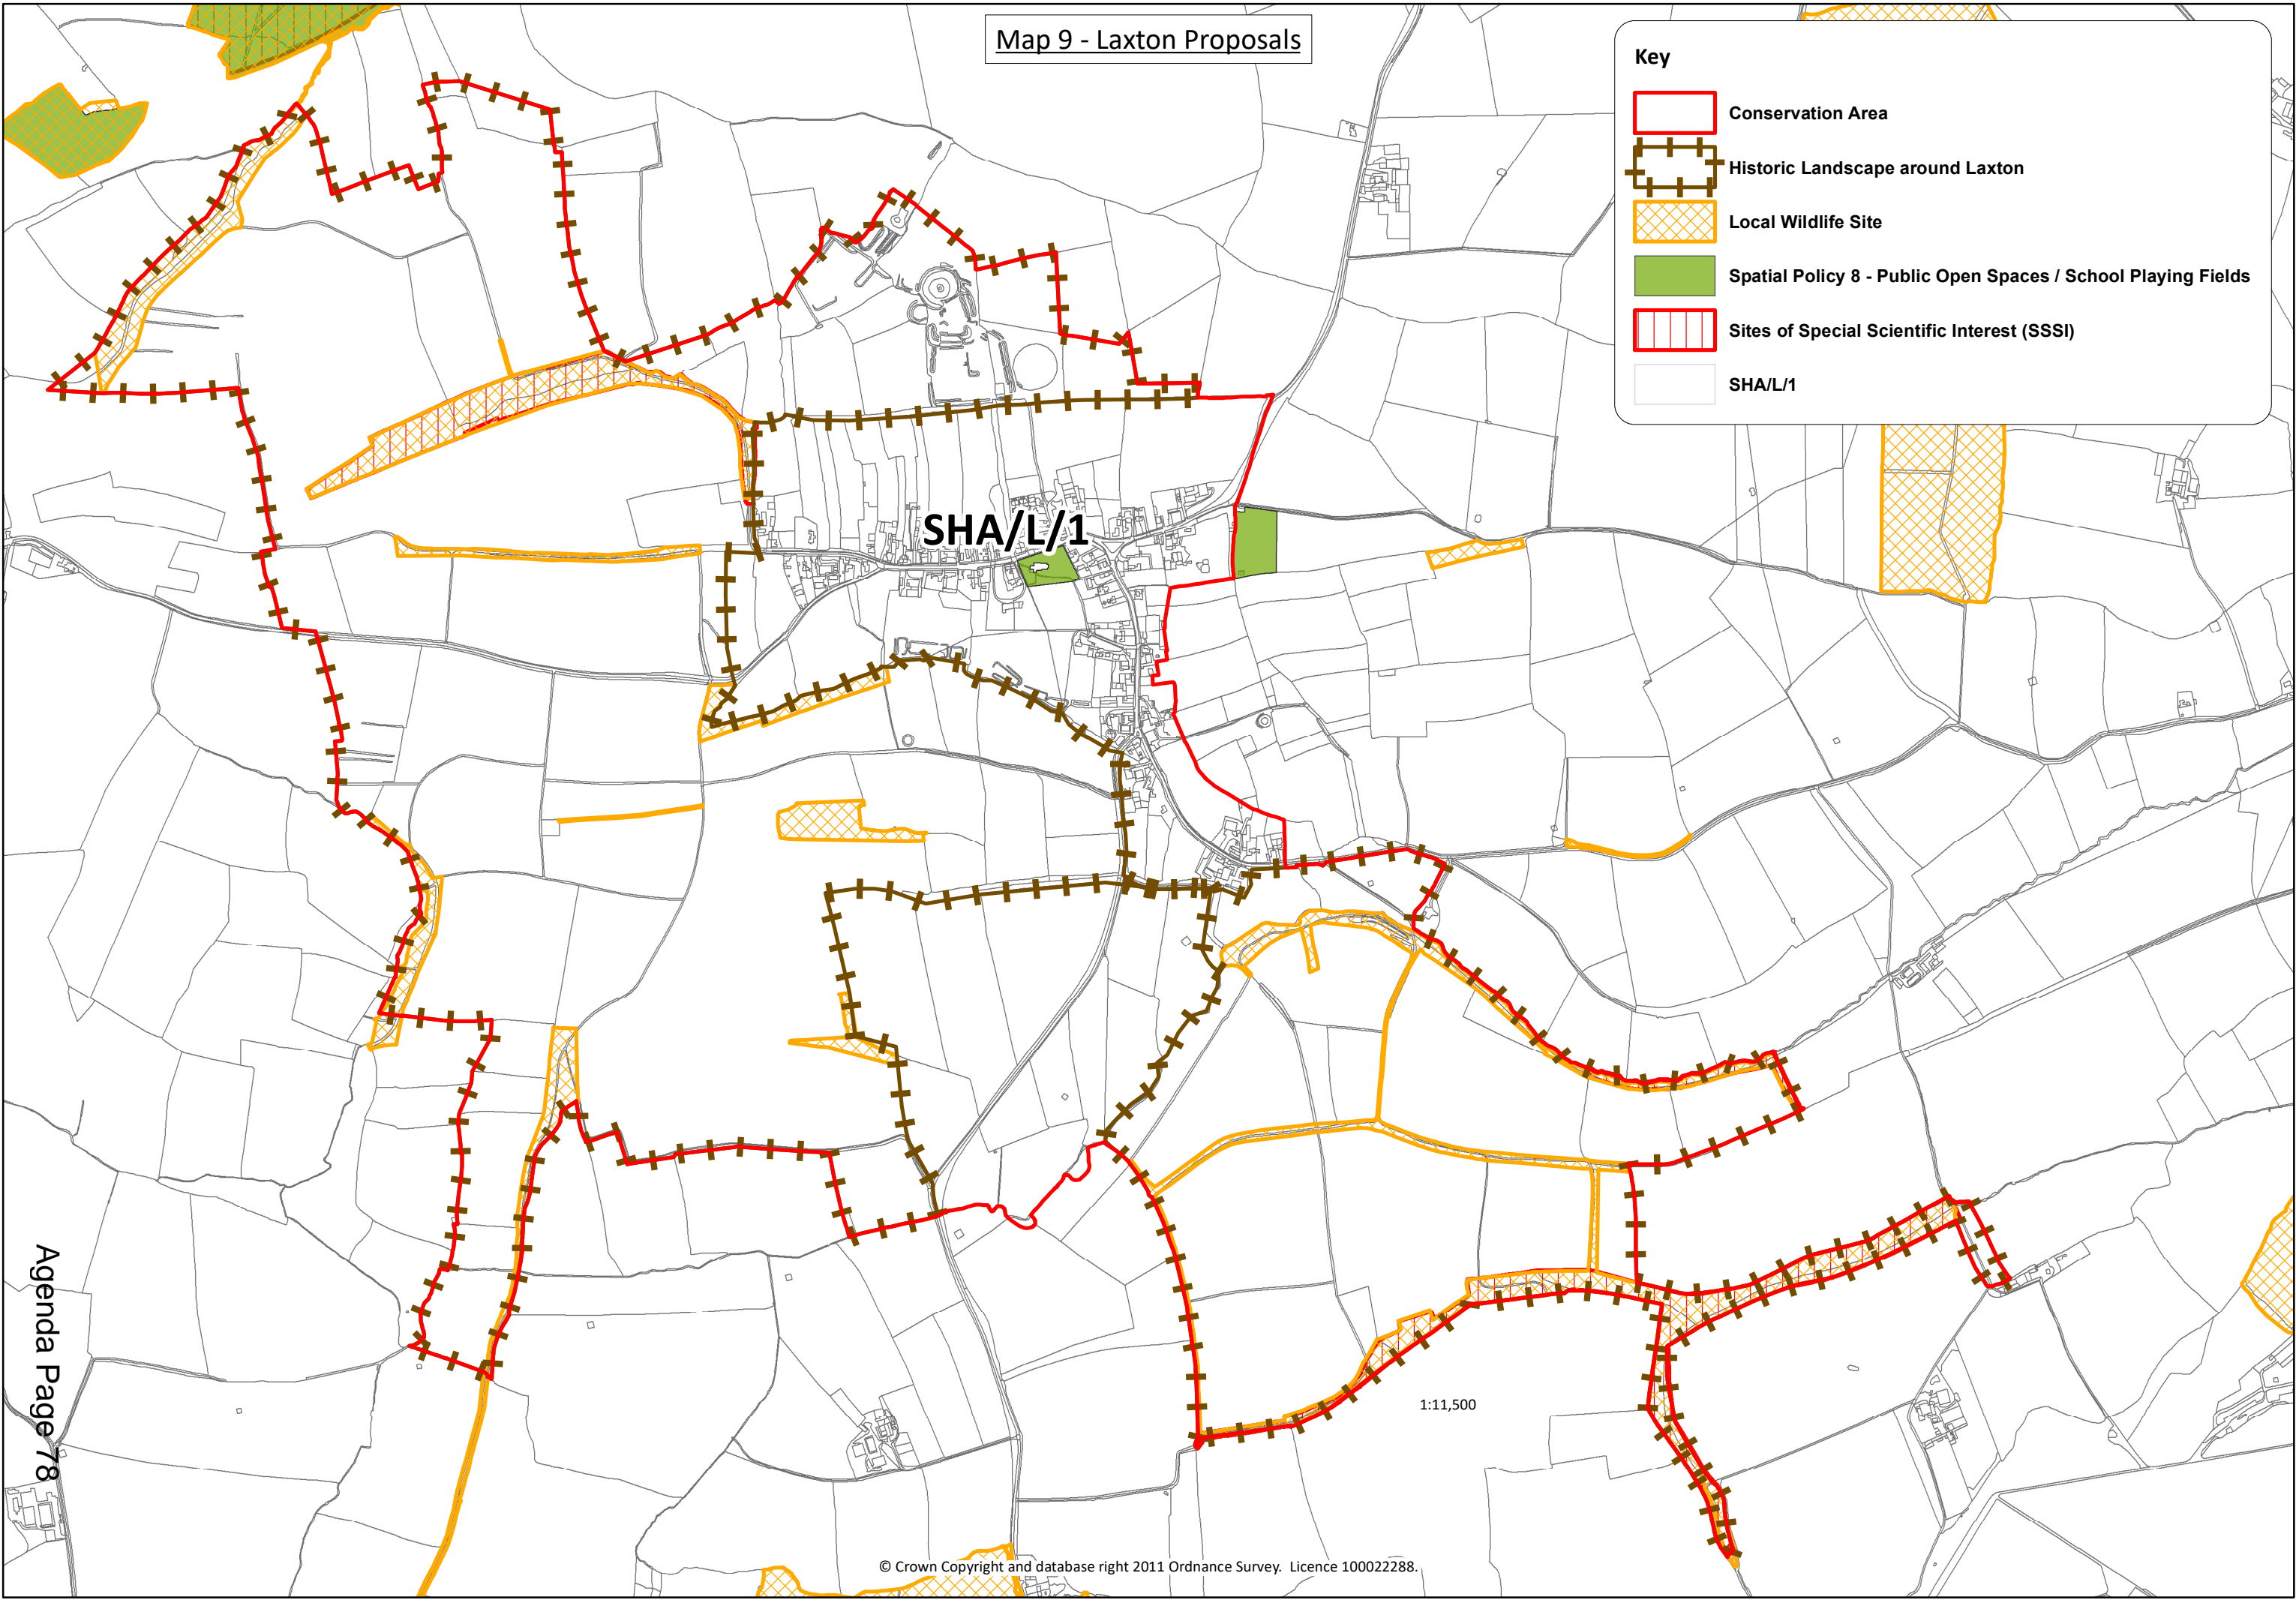 Map 9 - Laxton Proposals
Key
Conservation Area
Historic Landscape around Laxton
Local Wildlife Site
Spatial Policy 8 - Public Open Spaces / School Playing Fields
Sites of Special Scientific Interest (SSSI)
SHA/L/1
SHA/L/1
1:11,500
Agenda Page 78
© Crown Copyright and database right 2011 Ordnance Survey. Licence 100022288.